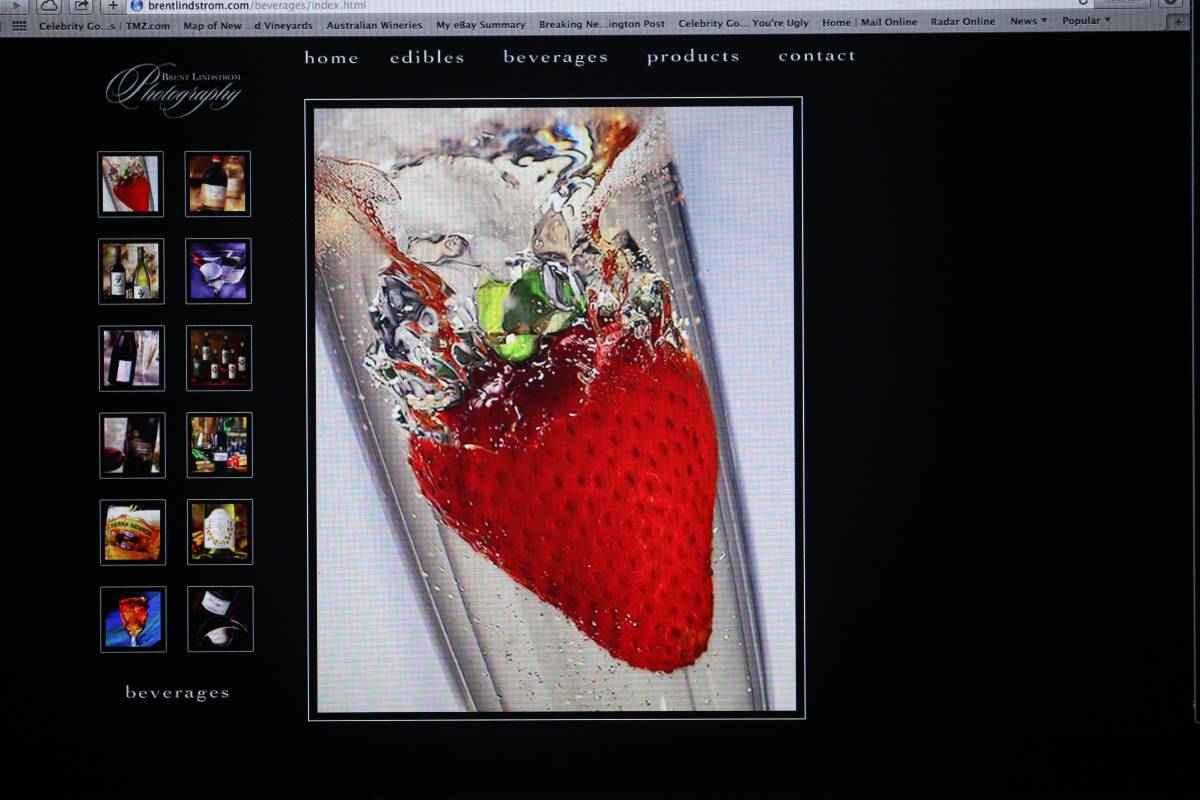 brentlindstrom.com/beverages/index.html
Celebrity Go...s | TMZ.com Map of New ...d Vineyards Australian Wineries My eBay Summary Breaking Ne...ington Post Celebrity Go... You're Ugly Home | Mail Online Radar Online News Popular
home edibles beverages products contact
Brent Lindstrom
Photography
beverages